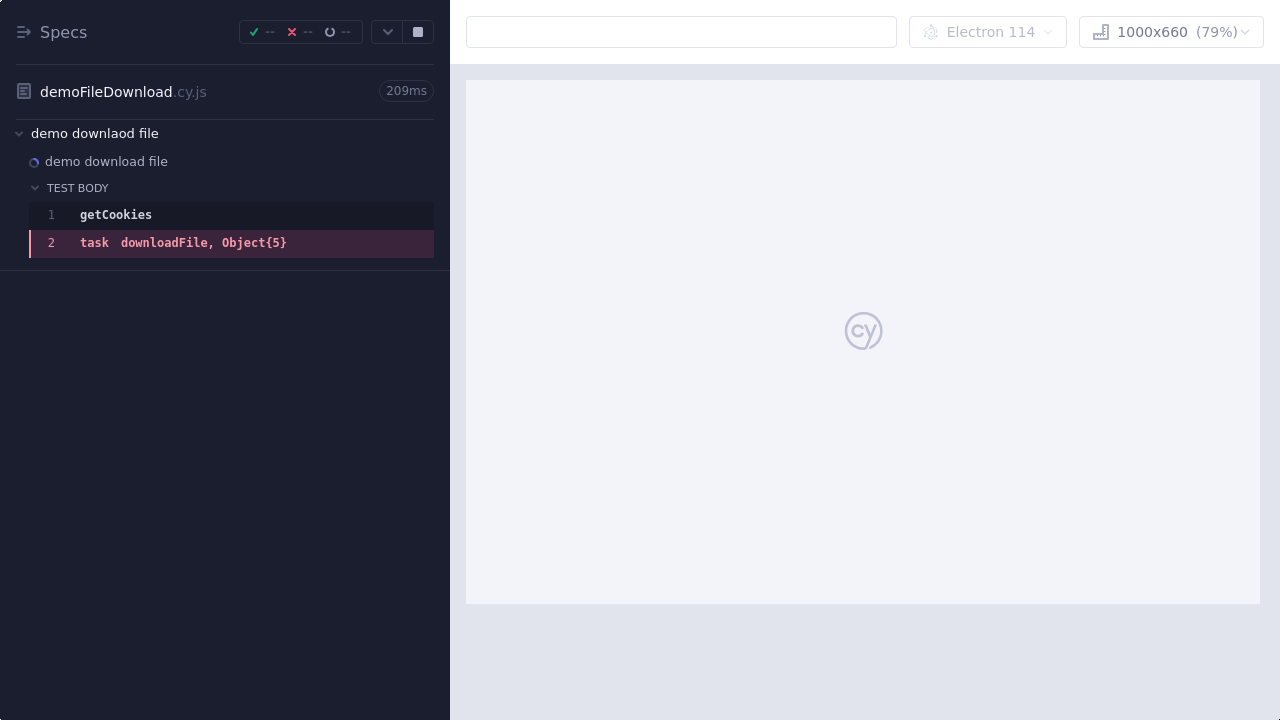 Specs
--
--
--
Electron 114
1000x660 (79%)
demoFileDownload.cy.js
209ms
demo downlaod file
demo download file
TEST BODY
1 getCookies
2 task downloadFile, Object{5}
cy